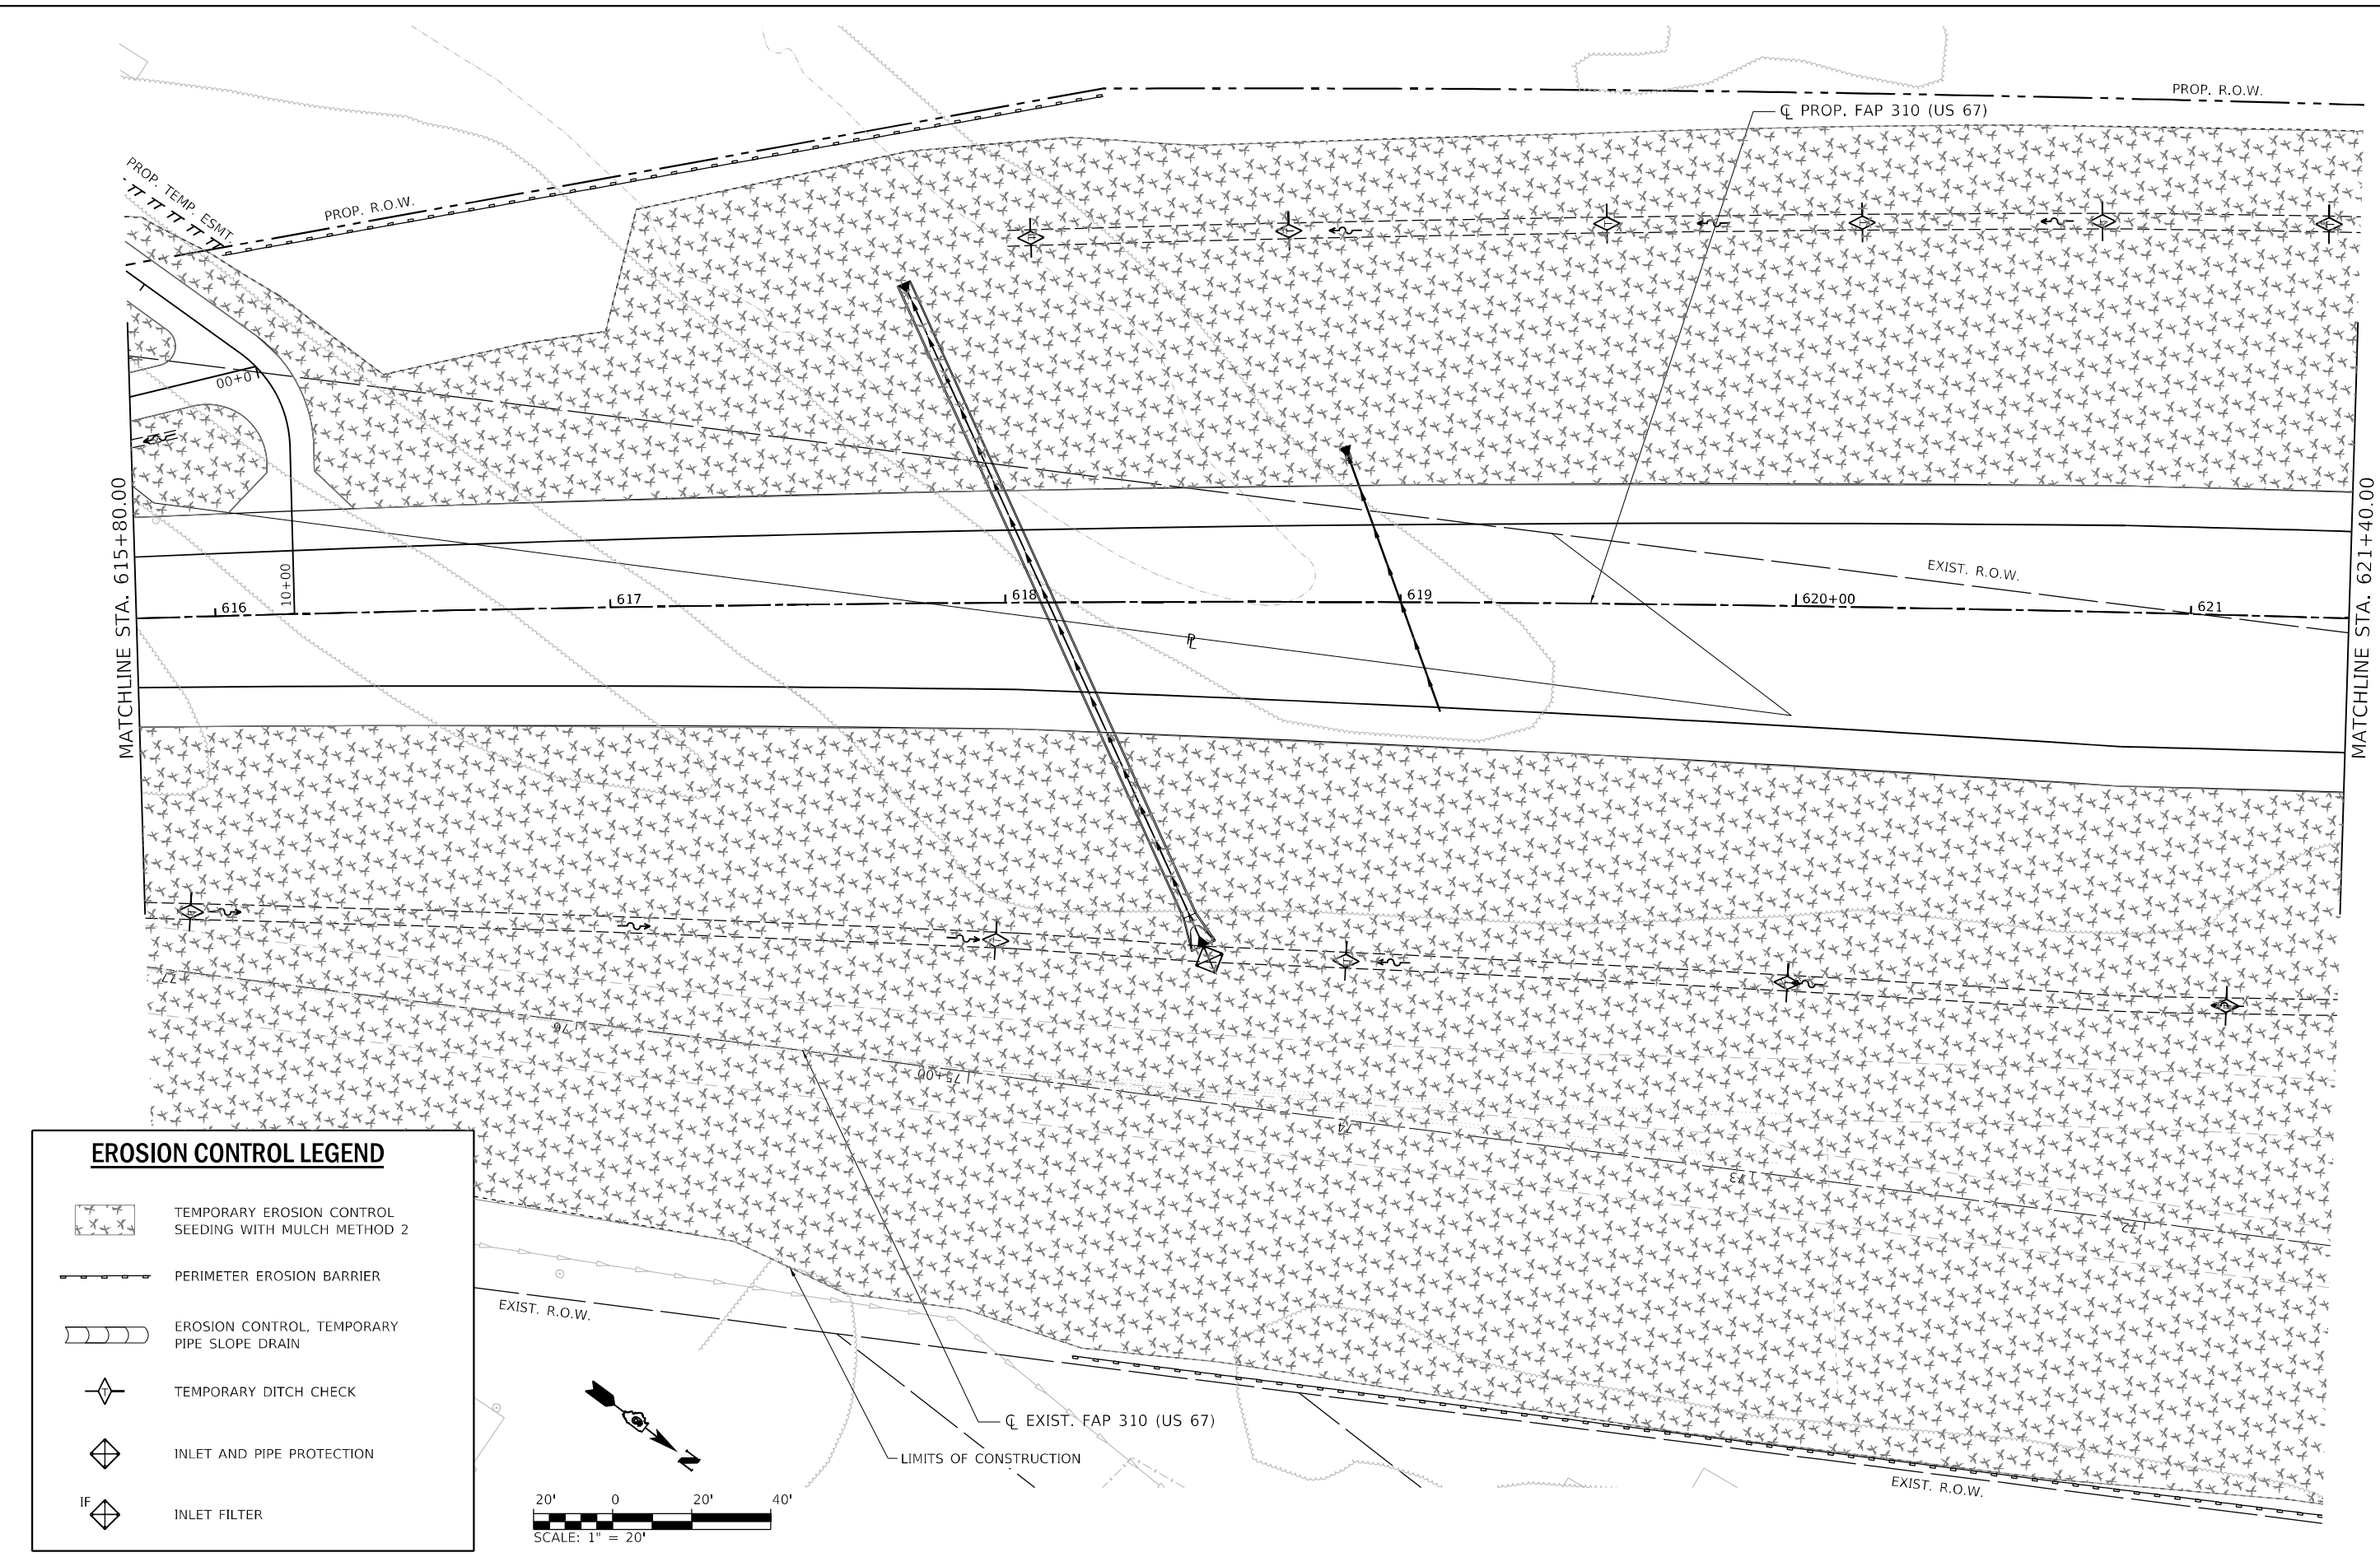 PROP. R.O.W.
℄ PROP. FAP 310 (US 67)
PROP. TEMP. ESMT
PROP. R.O.W.
0+00
MATCHLINE STA. 615+80.00
MATCHLINE STA. 621+40.00
10+00
EXIST. R.O.W.
616
617
618
619
620+00
621
PL
77
76
75+00
74
73
72
EROSION CONTROL LEGEND
TEMPORARY EROSION CONTROL
SEEDING WITH MULCH METHOD 2
PERIMETER EROSION BARRIER
EROSION CONTROL, TEMPORARY
PIPE SLOPE DRAIN
T
TEMPORARY DITCH CHECK
INLET AND PIPE PROTECTION
IF
INLET FILTER
EXIST. R.O.W.
℄ EXIST. FAP 310 (US 67)
LIMITS OF CONSTRUCTION
N
EXIST. R.O.W.
20' 0 20' 40'
SCALE: 1" = 20'